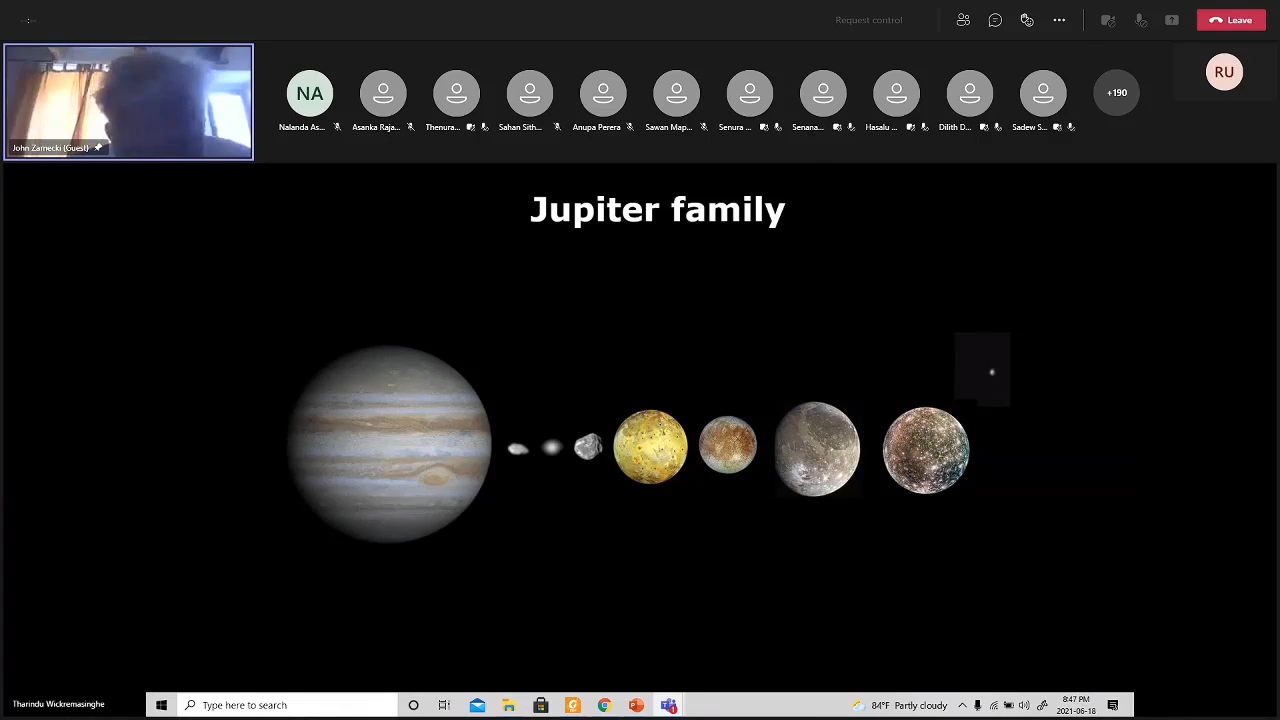 Request control
Leave
John Zarnecki (Guest)
NA
RU
+190
Nalanda As...
Asanka Raja...
Thenura...
Sahan Sith...
Anupa Perera
Sawan Map...
Senura ...
Senana...
Hasalu ...
Dilith D...
Sadew S...
Jupiter family
Tharindu Wickremasinghe
Type here to search
84°F Partly cloudy
8:47 PM
2021-06-18